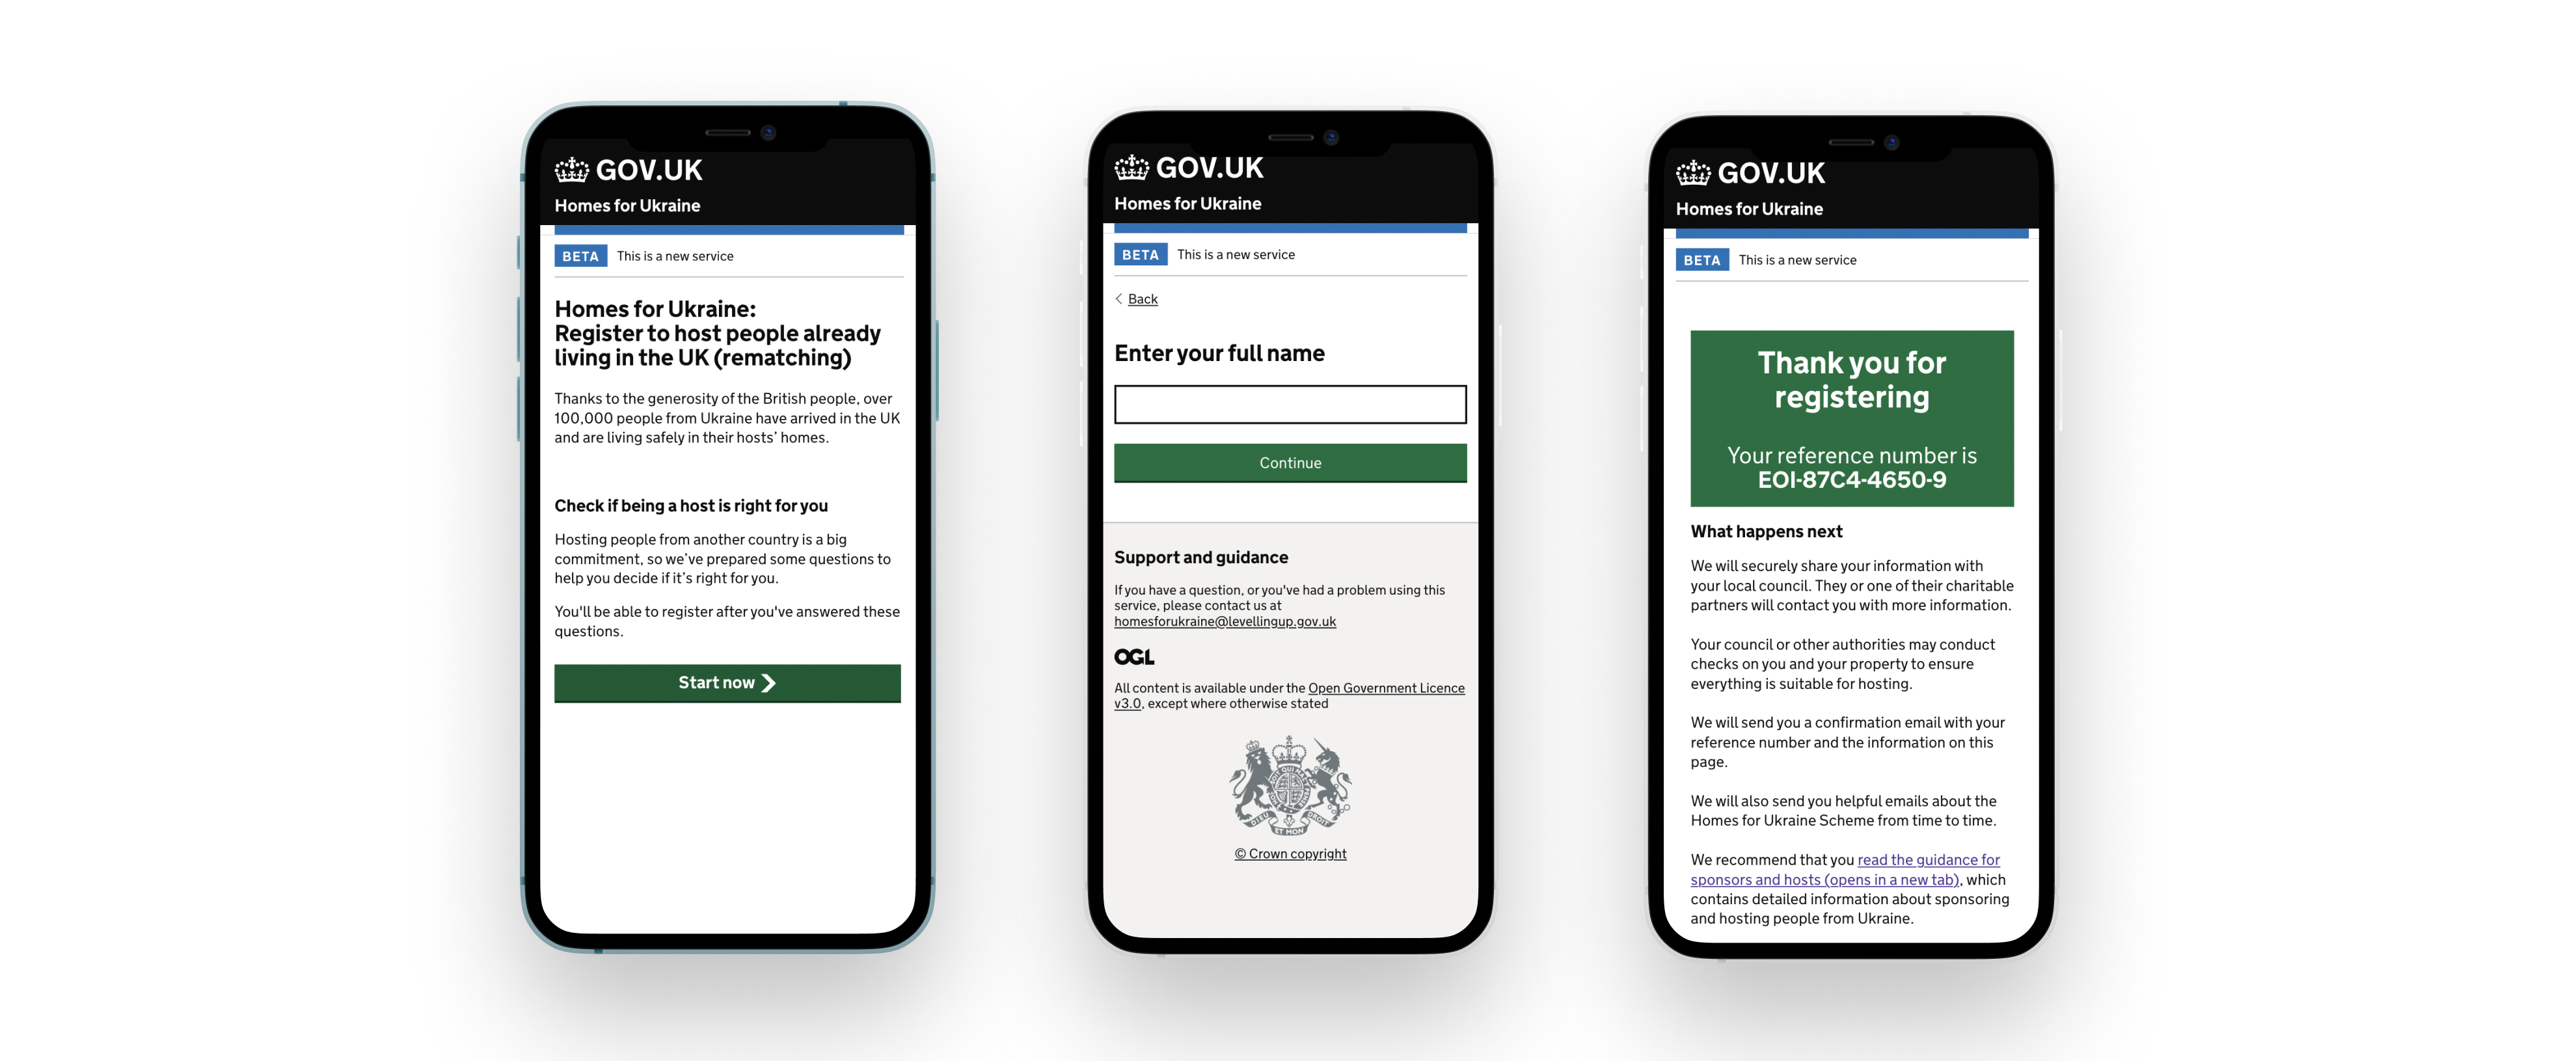 GOV.UK
Homes for Ukraine
BETA This is a new service
Homes for Ukraine:
Register to host people already
living in the UK (rematching)
Thanks to the generosity of the British people, over
100,000 people from Ukraine have arrived in the UK
and are living safely in their hosts’ homes.
Check if being a host is right for you
Hosting people from another country is a big
commitment, so we’ve prepared some questions to
help you decide if it’s right for you.
You'll be able to register after you've answered these
questions.
Start now
GOV.UK
Homes for Ukraine
BETA This is a new service
Back
Enter your full name
Continue
Support and guidance
If you have a question, or you've had a problem using this
service, please contact us at
homesforukraine@levellingup.gov.uk
OGL
All content is available under the Open Government Licence
v3.0, except where otherwise stated
DIEU ET MON DROIT
© Crown copyright
GOV.UK
Homes for Ukraine
BETA This is a new service
Thank you for
registering
Your reference number is
EOI-87C4-4650-9
What happens next
We will securely share your information with
your local council. They or one of their charitable
partners will contact you with more information.
Your council or other authorities may conduct
checks on you and your property to ensure
everything is suitable for hosting.
We will send you a confirmation email with your
reference number and the information on this
page.
We will also send you helpful emails about the
Homes for Ukraine Scheme from time to time.
We recommend that you read the guidance for
sponsors and hosts (opens in a new tab), which
contains detailed information about sponsoring
and hosting people from Ukraine.